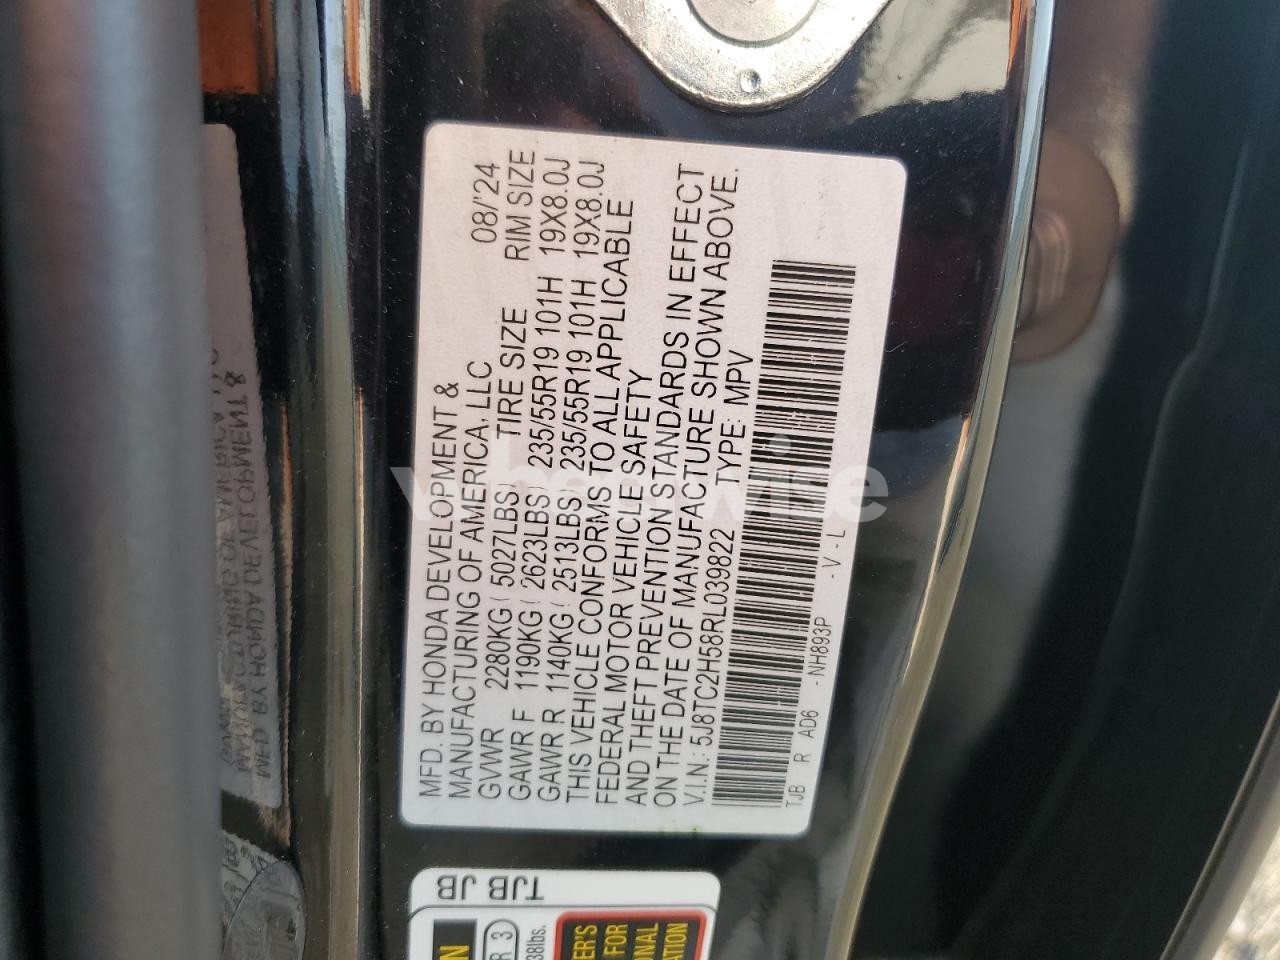 MFD. BY HONDA DEVELOPMENT &
MANUFACTURING OF AMERICA, LLC 08/'24
GVWR 2280KG ( 5027LBS) TIRE SIZE RIM SIZE
GAWR F 1190KG ( 2623LBS) 235/55R19 101H 19X8.0J
GAWR R 1140KG ( 2513LBS) 235/55R19 101H 19X8.0J
THIS VEHICLE CONFORMS TO ALL APPLICABLE
FEDERAL MOTOR VEHICLE SAFETY
AND THEFT PREVENTION STANDARDS IN EFFECT
ON THE DATE OF MANUFACTURE SHOWN ABOVE.
V.I.N.: 5J8TC2H58RL039822 TYPE: MPV
TJB R AD6 -NH893P -V-L
TJB JB
R 3
38lbs.
FOR